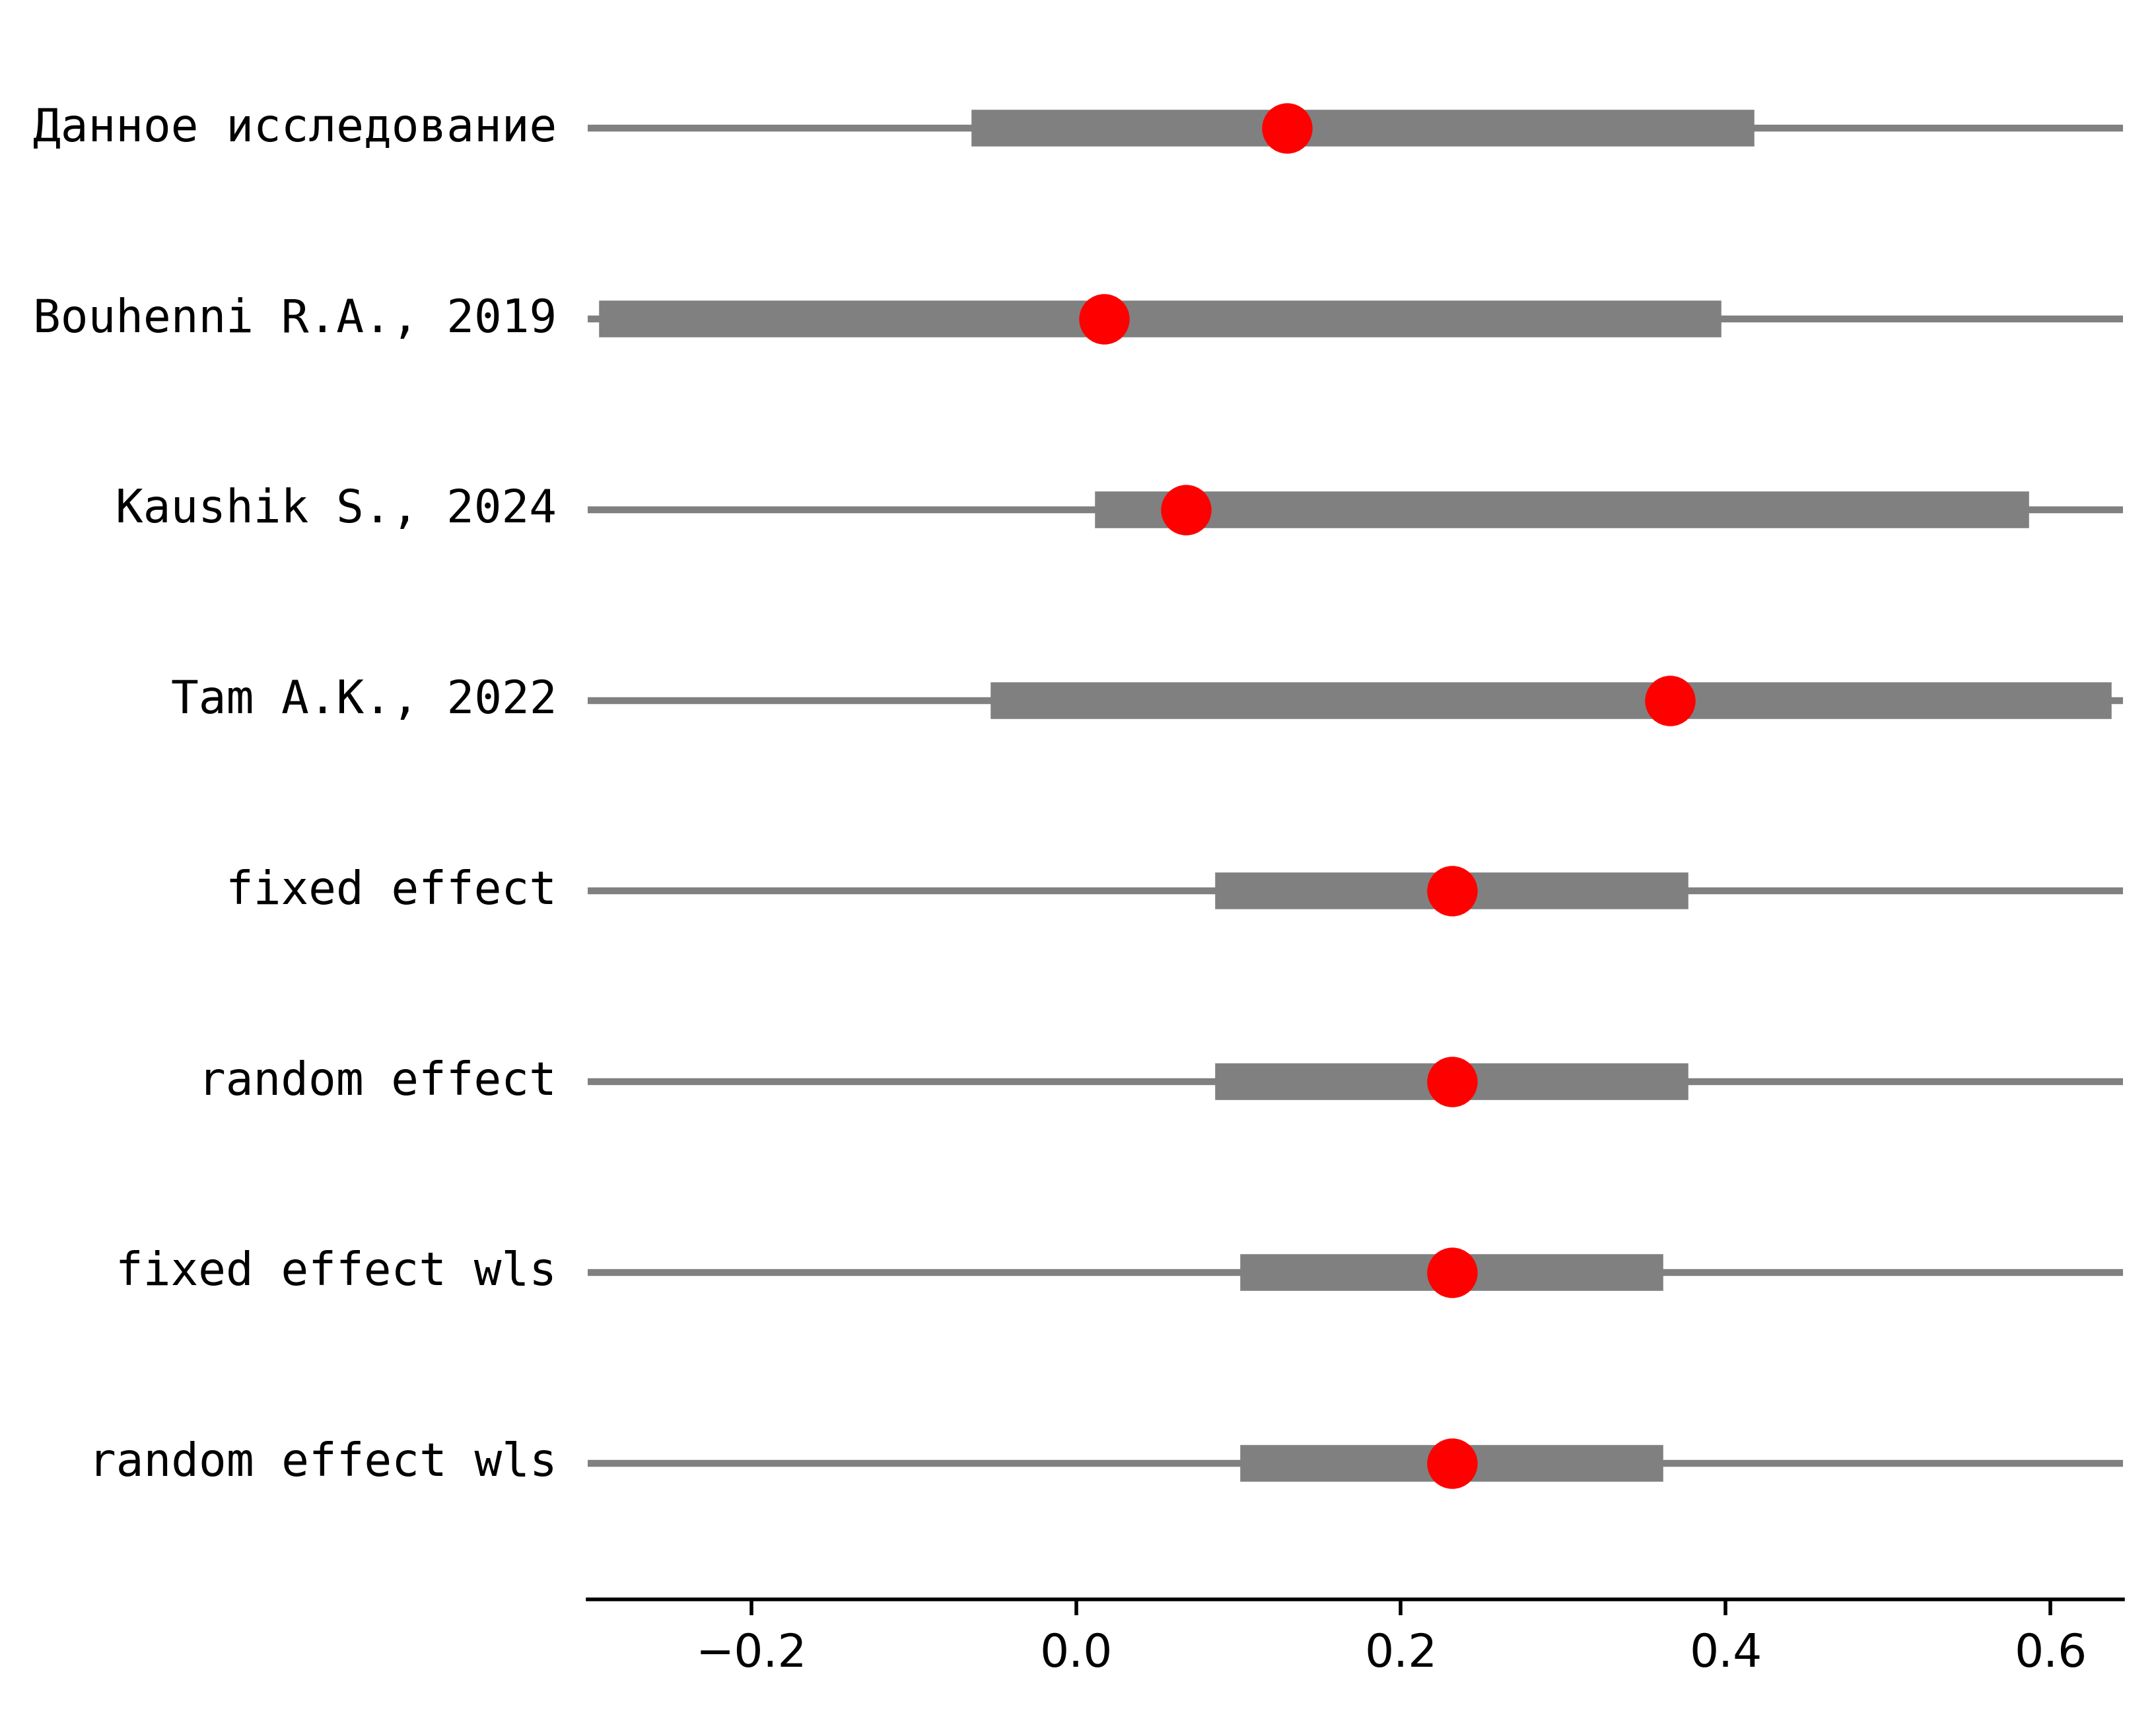 Данное исследование
Bouhenni R.A., 2019
Kaushik S., 2024
Tam A.K., 2022
fixed effect
random effect
fixed effect wls
random effect wls
−0.2 0.0 0.2 0.4 0.6